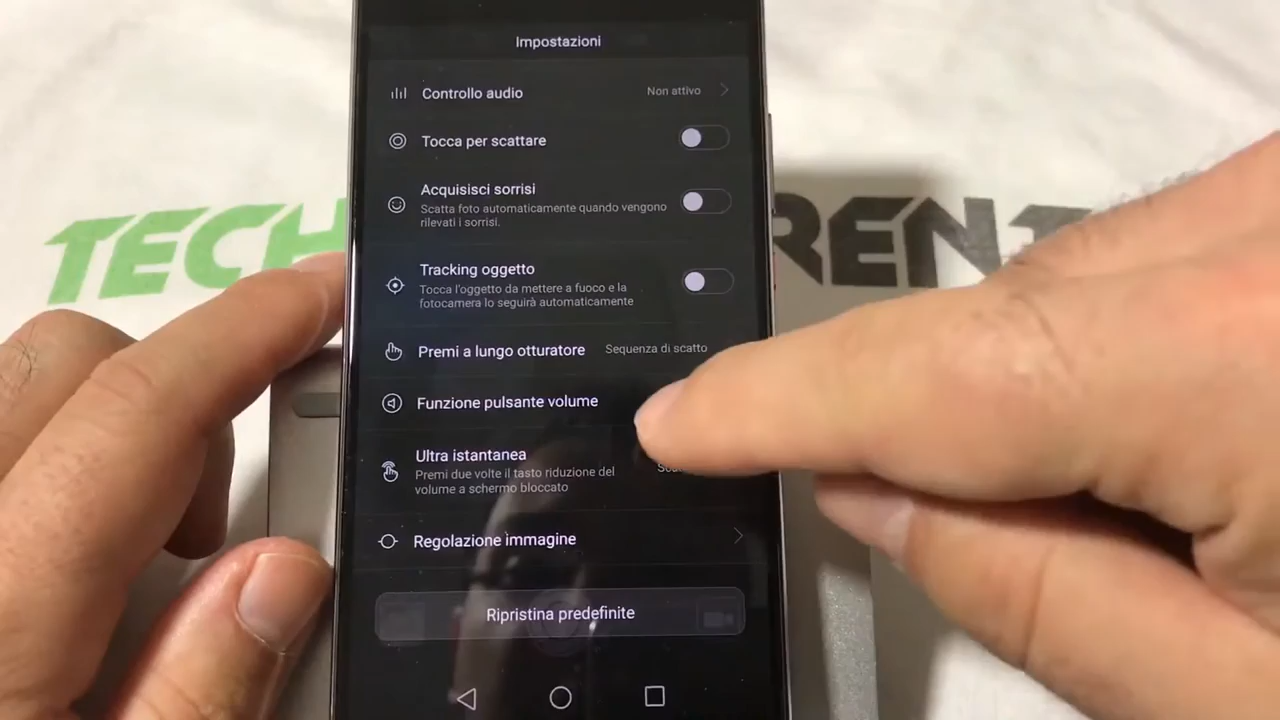 Impostazioni
Controllo audio Non attivo
Tocca per scattare
Acquisisci sorrisi
Scatta foto automaticamente quando vengono
rilevati i sorrisi.
TECH RENT
Tracking oggetto
Tocca l'oggetto da mettere a fuoco e la
fotocamera lo seguirà automaticamente
Premi a lungo otturatore Sequenza di scatto
Funzione pulsante volume
Ultra istantanea
Premi due volte il tasto riduzione del
volume a schermo bloccato
Regolazione immagine
Ripristina predefinite